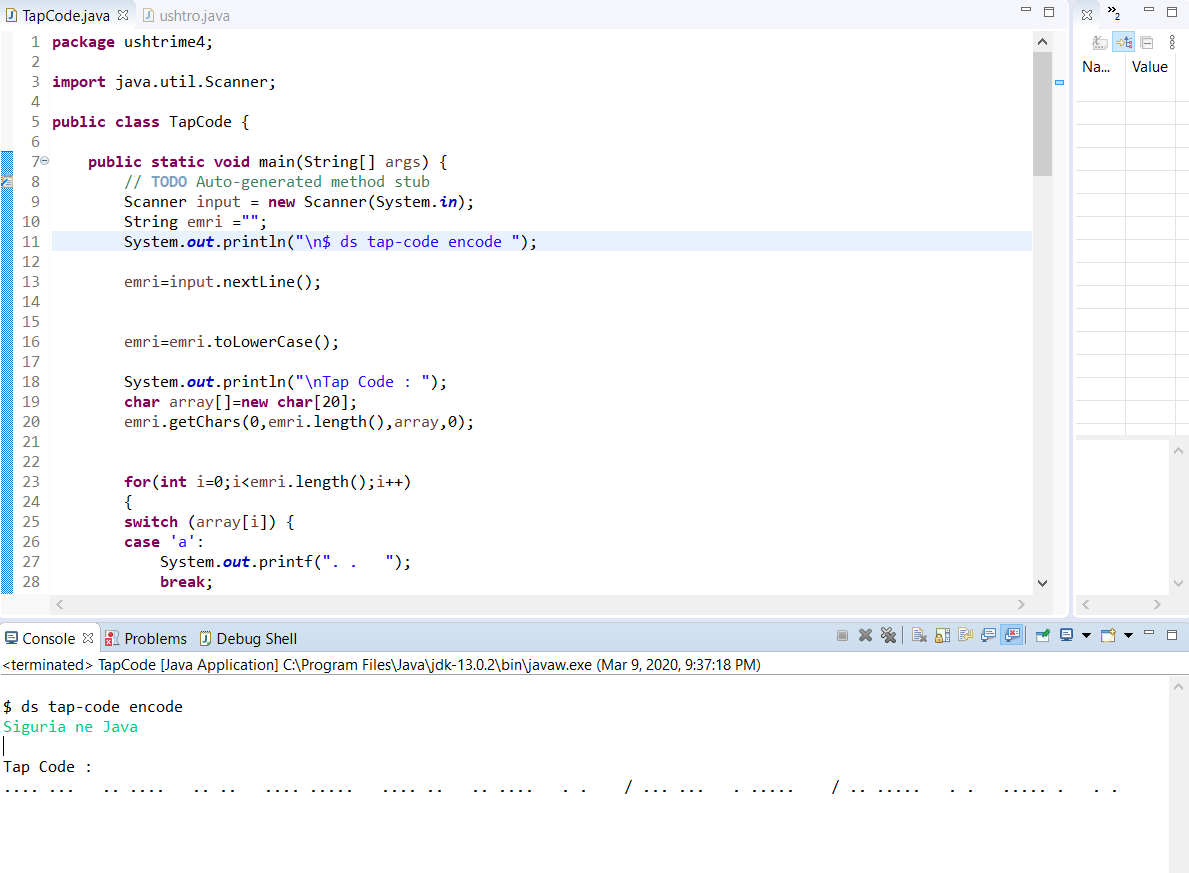 TapCode.java ushtro.java
1 package ushtrime4;
2
3 import java.util.Scanner;
4
5 public class TapCode {
6
7 public static void main(String[] args) {
8 // TODO Auto-generated method stub
9 Scanner input = new Scanner(System.in);
10 String emri ="";
11 System.out.println("\n$ ds tap-code encode ");
12
13 emri=input.nextLine();
14
15
16 emri=emri.toLowerCase();
17
18 System.out.println("\nTap Code : ");
19 char array[]=new char[20];
20 emri.getChars(0,emri.length(),array,0);
21
22
23 for(int i=0;i<emri.length();i++)
24 {
25 switch (array[i]) {
26 case 'a':
27 System.out.printf(". .   ");
28 break;
2
Na... Value
Console Problems Debug Shell
<terminated> TapCode [Java Application] C:\Program Files\Java\jdk-13.0.2\bin\javaw.exe (Mar 9, 2020, 9:37:18 PM)
$ ds tap-code encode
Siguria ne Java
Tap Code :
.... ...   .. ....   .. ..   .... .....   .... ..   .. ....   . .    / ... ...   . .....    / .. .....   . .   ..... .   . .